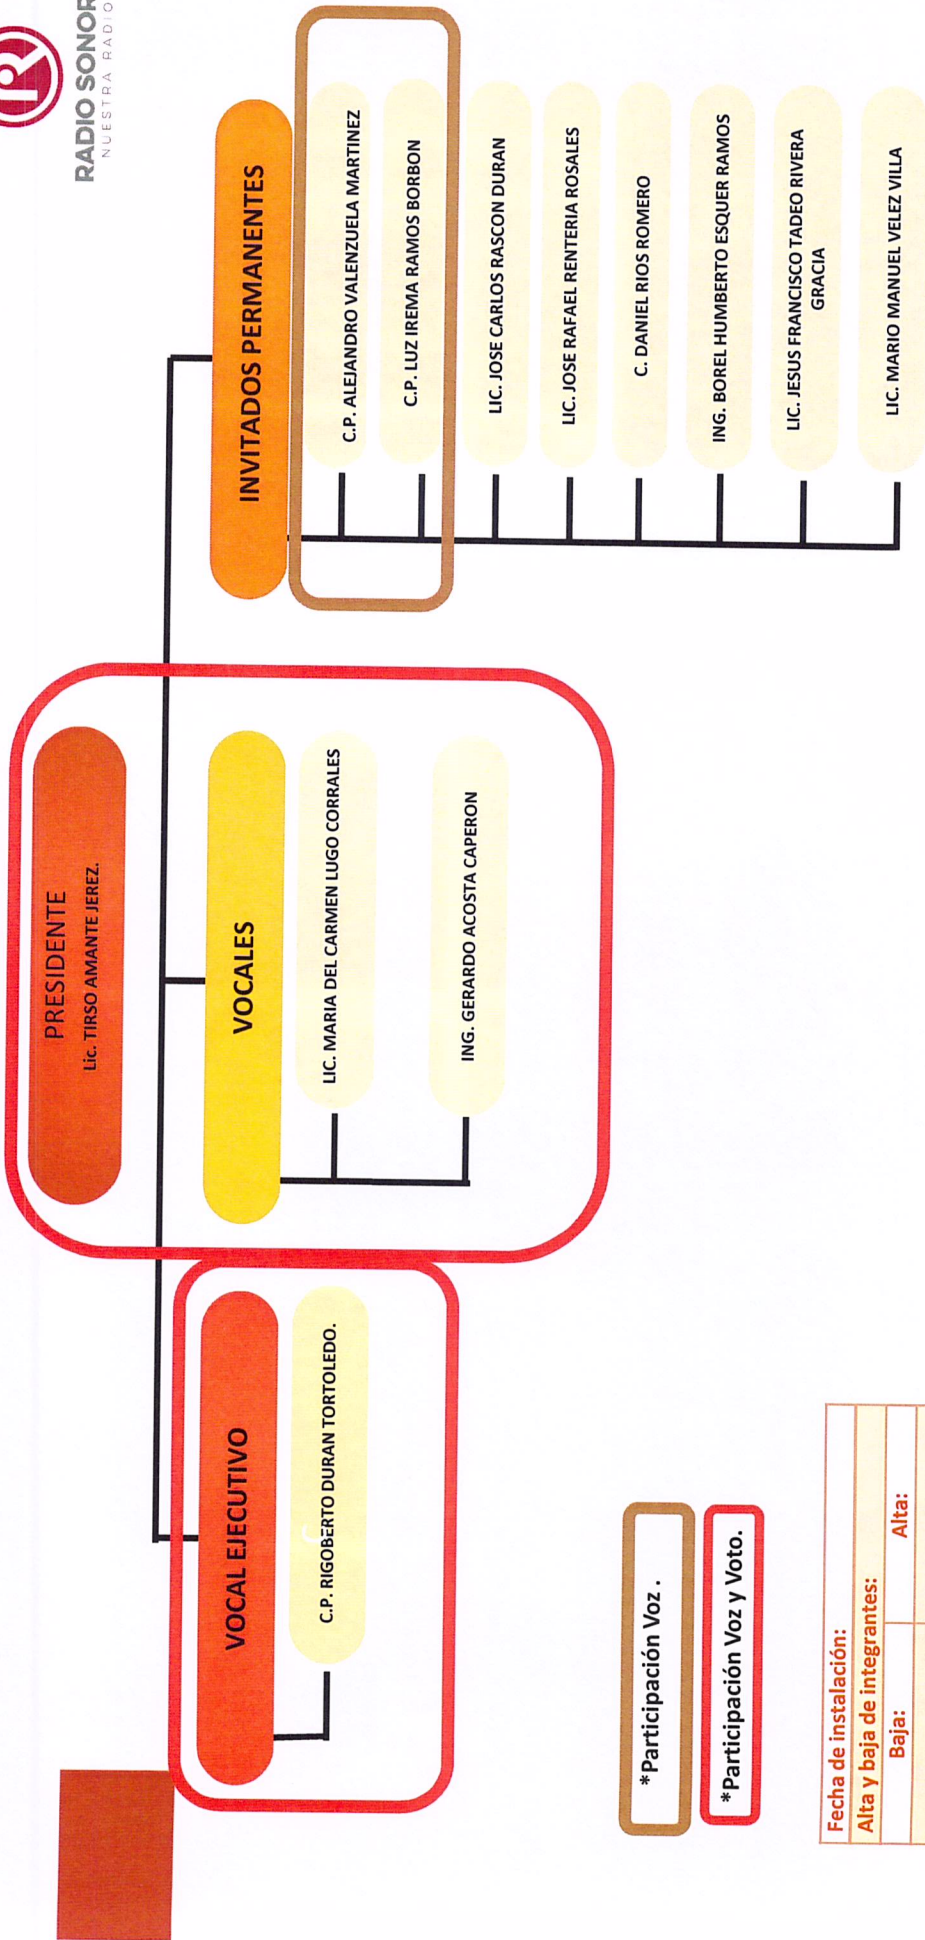 RADIO SONOR
NUESTRA RADIO
PRESIDENTE
Lic. TIRSO AMANTE JEREZ.
VOCAL EJECUTIVO
C.P. RIGOBERTO DURAN TORTOLEDO.
VOCALES
LIC. MARIA DEL CARMEN LUGO CORRALES
ING. GERARDO ACOSTA CAPERON
INVITADOS PERMANENTES
C.P. ALEJANDRO VALENZUELA MARTINEZ
C.P. LUZ IREMA RAMOS BORBON
LIC. JOSE CARLOS RASCON DURAN
LIC. JOSE RAFAEL RENTERIA ROSALES
C. DANIEL RIOS ROMERO
ING. BOREL HUMBERTO ESQUER RAMOS
LIC. JESUS FRANCISCO TADEO RIVERA
GRACIA
LIC. MARIO MANUEL VELEZ VILLA
*Participación Voz .
*Participación Voz y Voto.
Fecha de instalación:
Alta y baja de integrantes:
Baja: Alta: